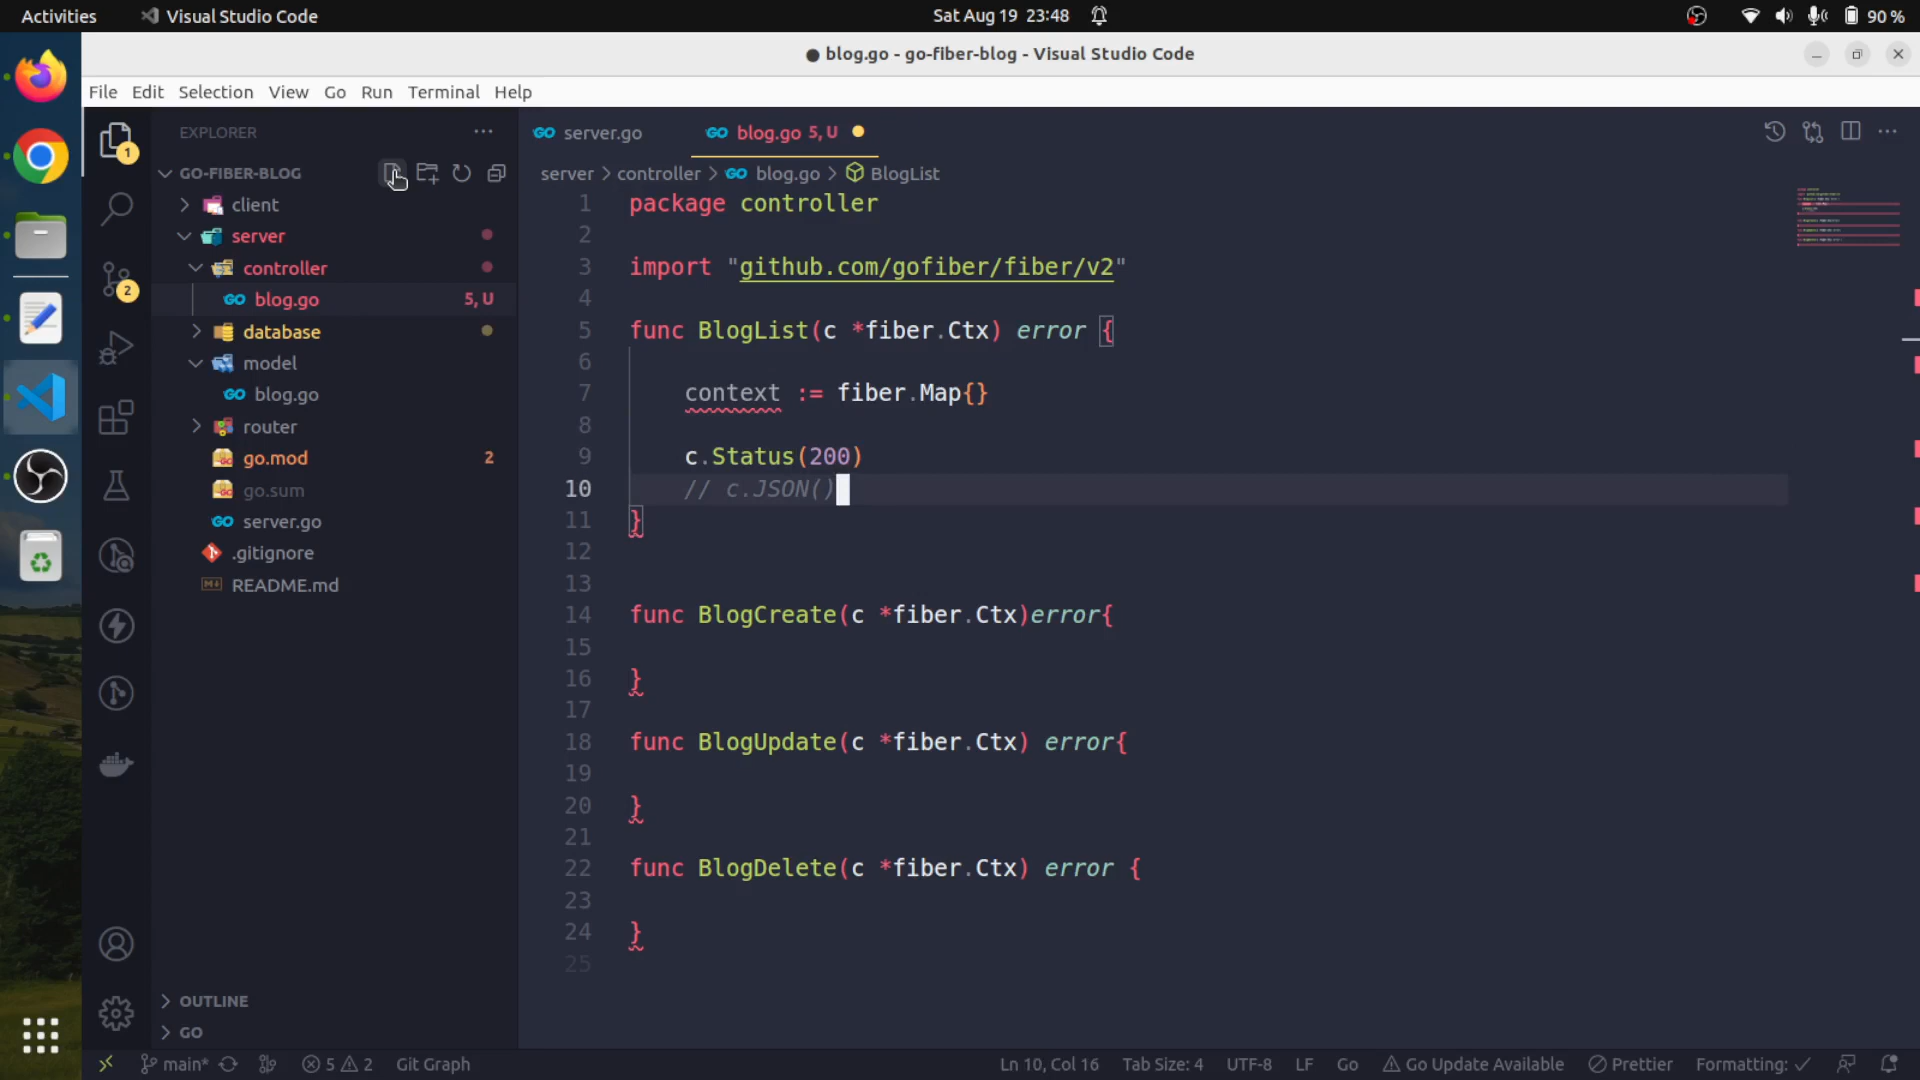 Activities Visual Studio Code Sat Aug 19 23:48 90 %
● blog.go - go-fiber-blog - Visual Studio Code
File Edit Selection View Go Run Terminal Help
EXPLORER
GO-FIBER-BLOG
client
server
controller
blog.go 5, U
database
model
blog.go
router
go.mod 2
go.sum
server.go
.gitignore
README.md
OUTLINE
GO
1
2
server.go blog.go 5, U
server > controller > blog.go > BlogList
1 package controller
2
3 import "github.com/gofiber/fiber/v2"
4
5 func BlogList(c *fiber.Ctx) error {
6
7 context := fiber.Map{}
8
9 c.Status(200)
10 // c.JSON()
11 }
12
13
14 func BlogCreate(c *fiber.Ctx)error{
15
16 }
17
18 func BlogUpdate(c *fiber.Ctx) error{
19
20 }
21
22 func BlogDelete(c *fiber.Ctx) error {
23
24 }
25
main* 5 2 Git Graph Ln 10, Col 16 Tab Size: 4 UTF-8 LF Go Go Update Available Prettier Formatting: ✓